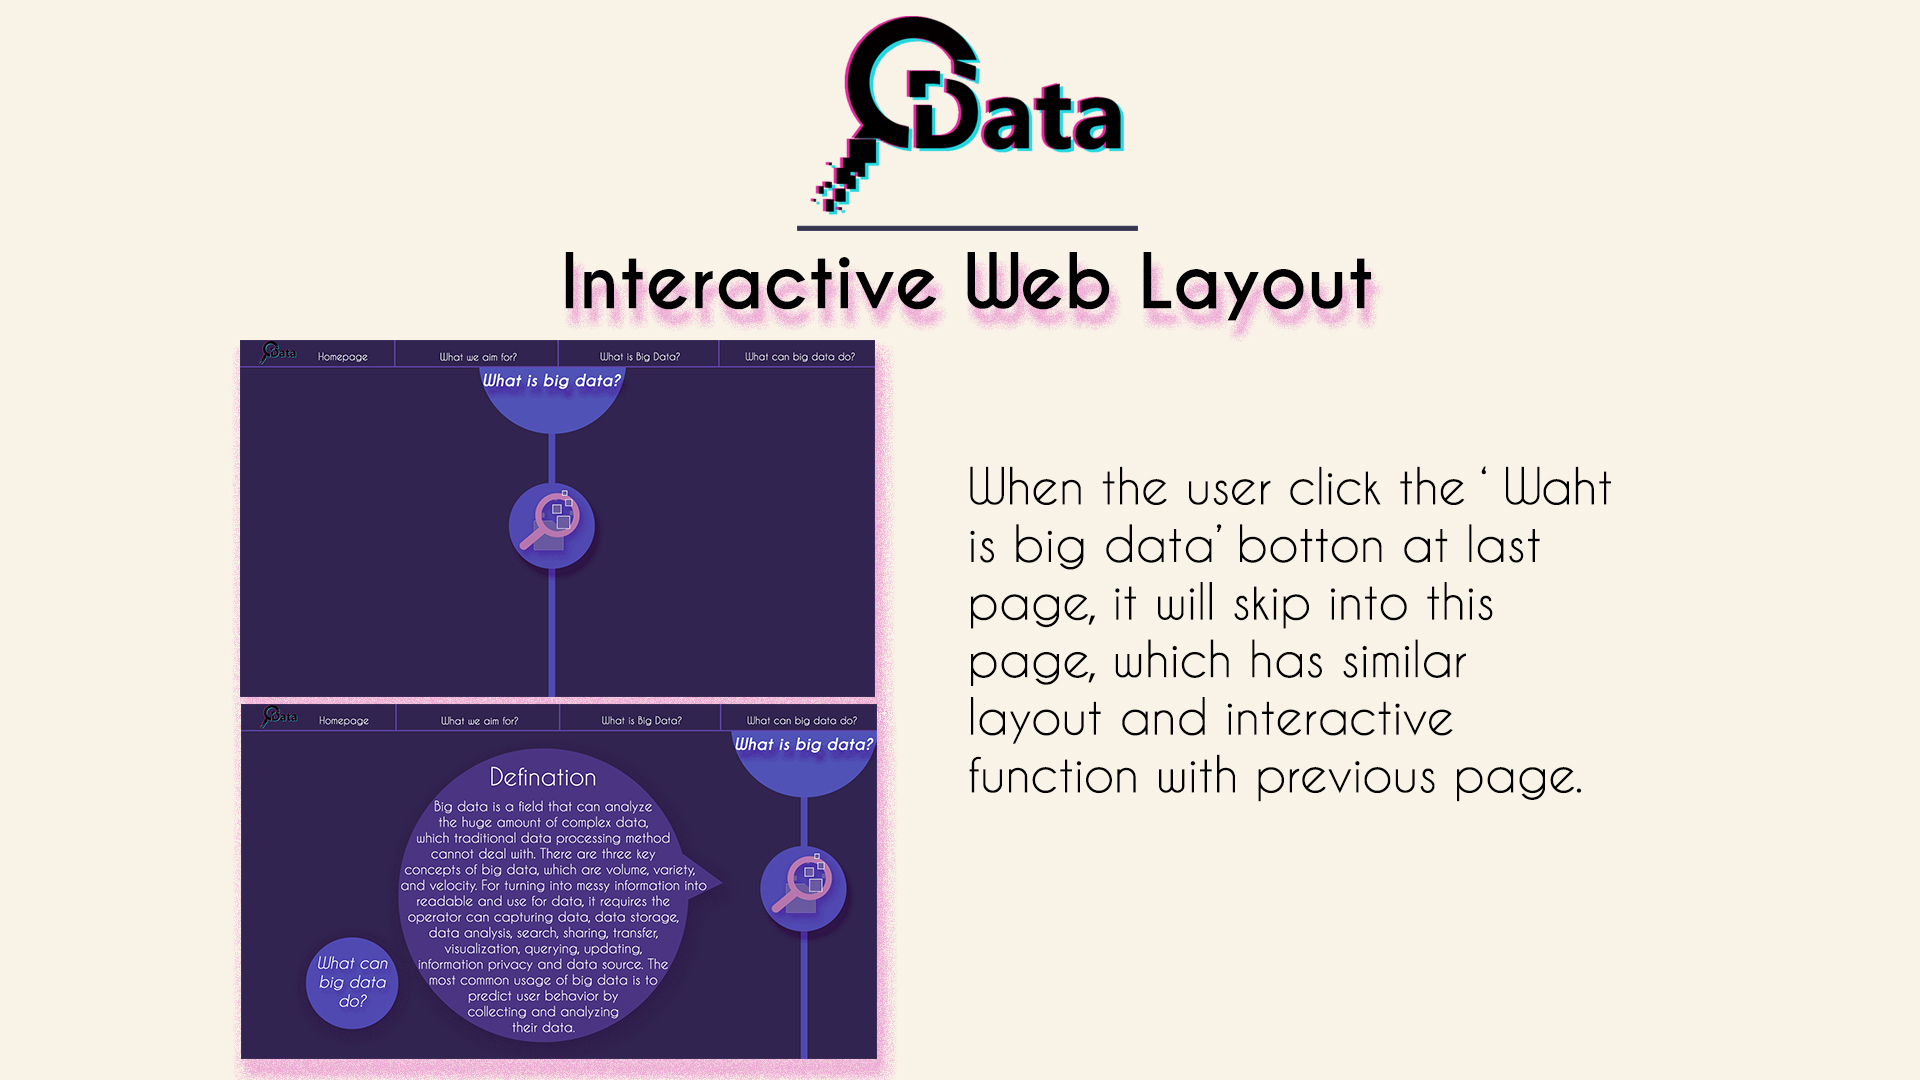 Data
Interactive Web Layout
Data Homepage What we aim for? What is Big Data? What can big data do?
What is big data?
Data Homepage What we aim for? What is Big Data? What can big data do?
What is big data?
Defination
Big data is a field that can analyze
the huge amount of complex data,
which traditional data processing method
cannot deal with. There are three key
concepts of big data, which are volume, variety,
and velocity. For turning into messy information into
readable and use for data, it requires the
operator can capturing data, data storage,
data analysis, search, sharing, transfer,
visualization, querying, updating,
information privacy and data source. The
most common usage of big data is to
predict user behavior by
collecting and analyzing
their data.
What can
big data
do?
When the user click the ‘ Waht
is big data’ botton at last
page, it will skip into this
page, which has similar
layout and interactive
function with previous page.